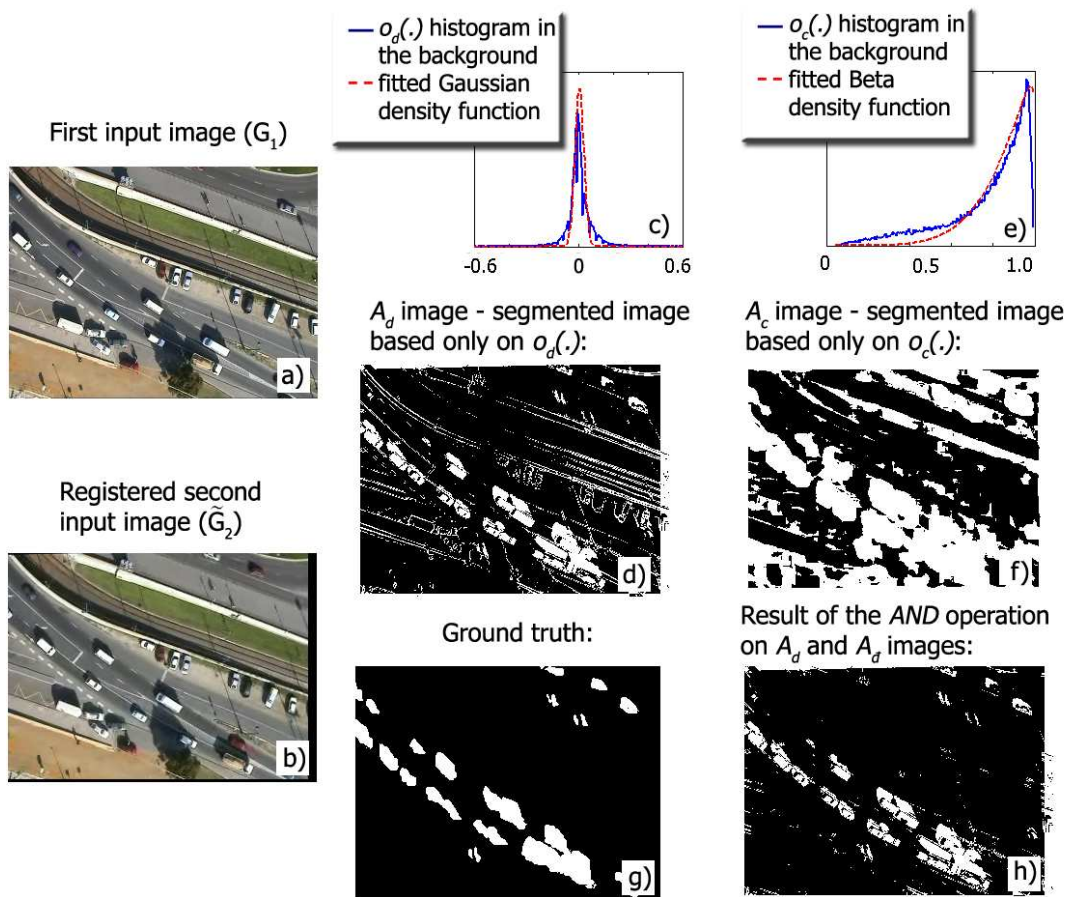 First input image (G1)
a)
Registered second
input image (G̃2)
b)
od(.) histogram in
the background
fitted Gaussian
density function
c)
-0.6 0 0.6
Ad image - segmented image
based only on od(.):
d)
Ground truth:
g)
oc(.) histogram in
the background
fitted Beta
density function
e)
0 0.5 1.0
Ac image - segmented image
based only on oc(.):
f)
Result of the AND operation
on Ad and Ad images:
h)